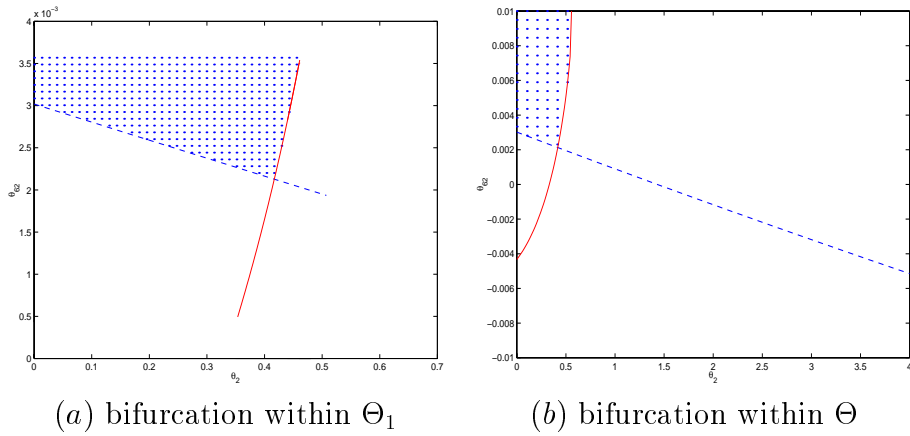 x 10⁻³
4
3.5
3
2.5
2
1.5
1
0.5
0
0 0.1 0.2 0.3 0.4 0.5 0.6 0.7
θ₆₂
θ₂
(a) bifurcation within Θ₁
0.01
0.008
0.006
0.004
0.002
0
−0.002
−0.004
−0.006
−0.008
−0.01
0 0.5 1 1.5 2 2.5 3 3.5 4
θ₆₂
θ₂
(b) bifurcation within Θ